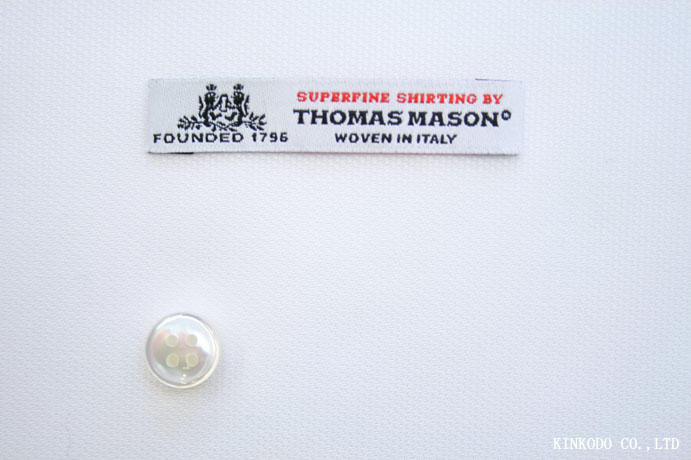 SUPERFINE SHIRTING BY
THOMAS MASON®
WOVEN IN ITALY
FOUNDED 1796
KINKODO CO.,LTD